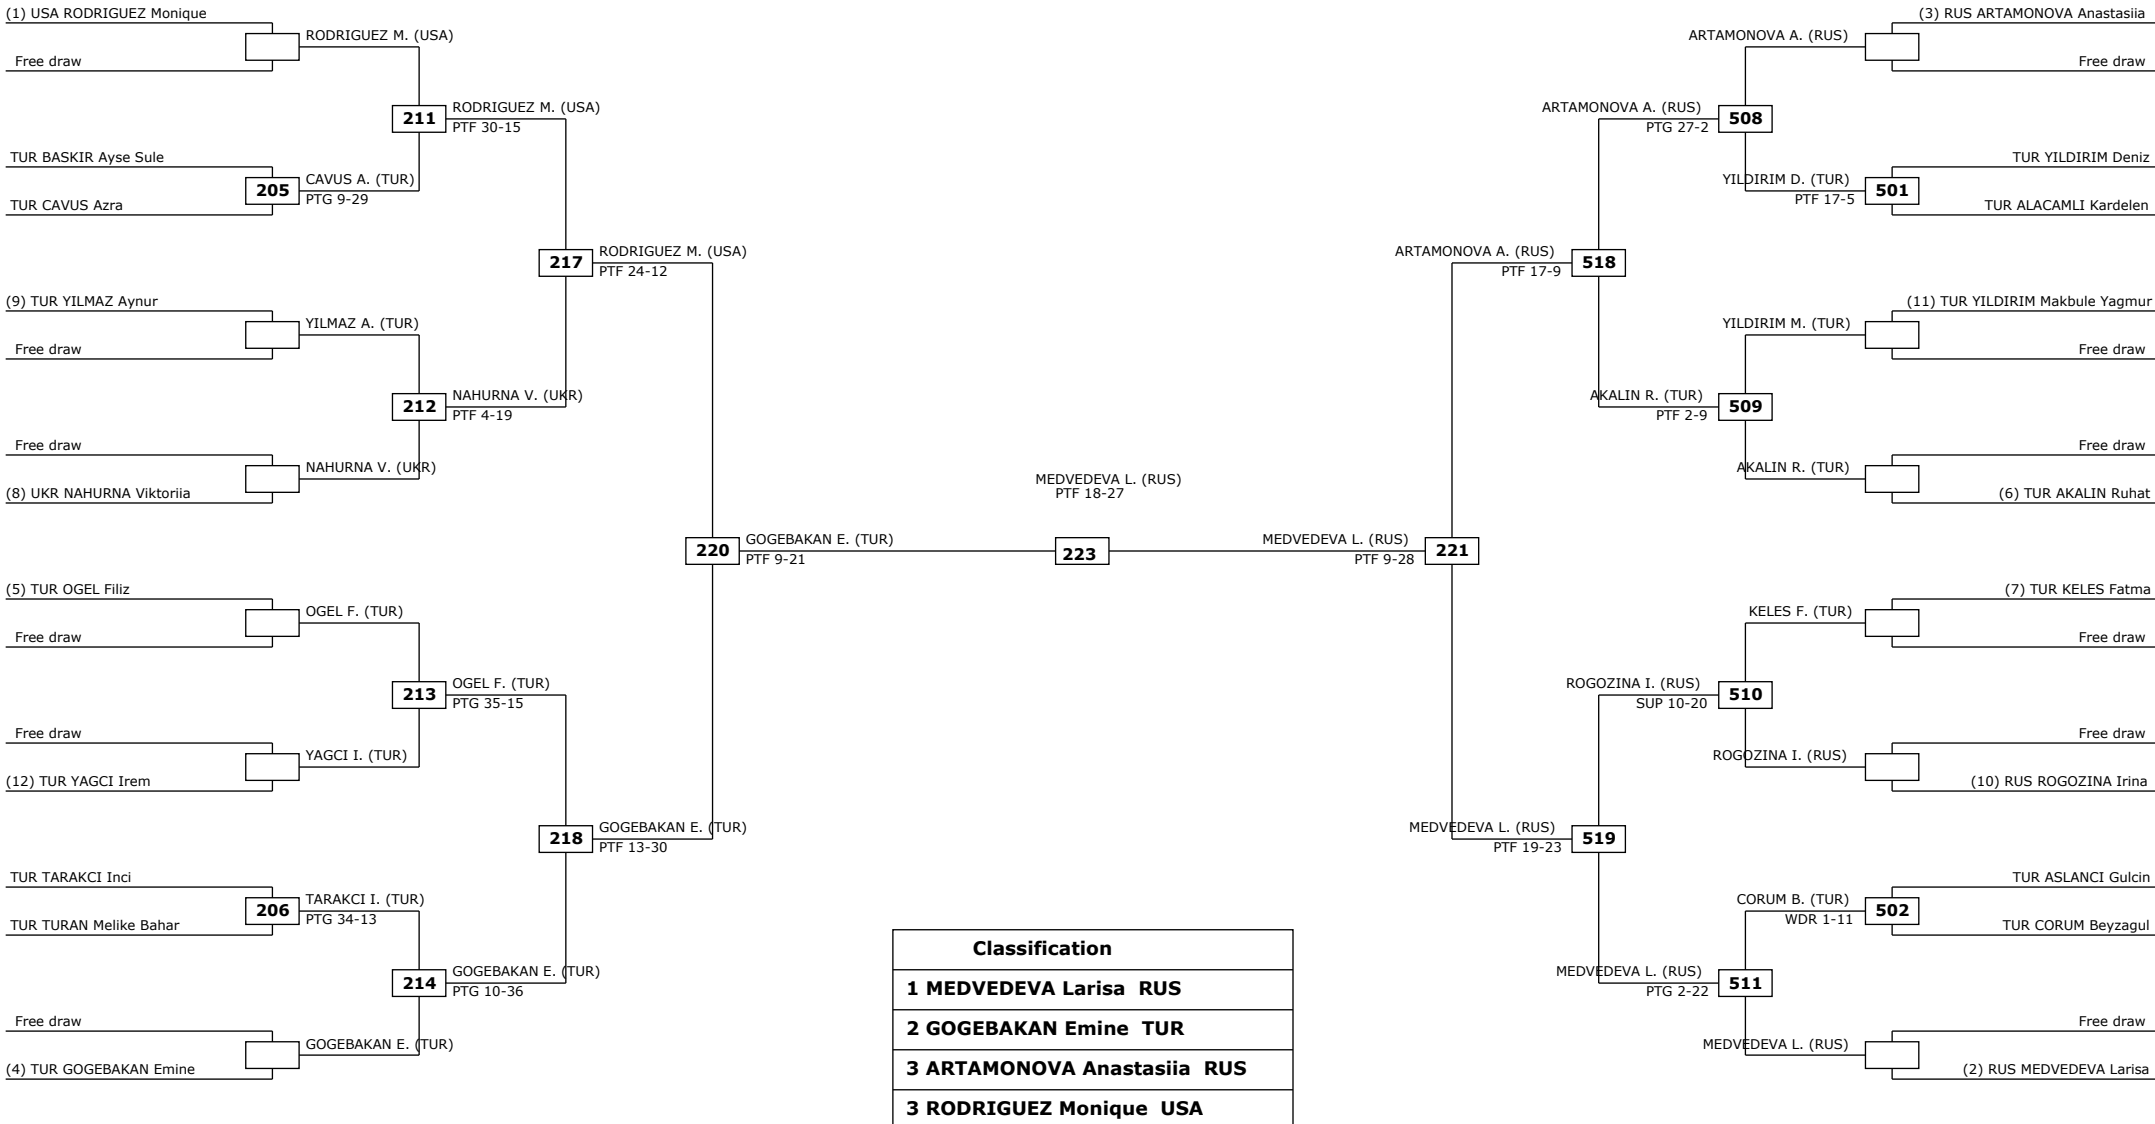 (1) USA RODRIGUEZ Monique
RODRIGUEZ M. (USA)
Free draw
211
RODRIGUEZ M. (USA)
PTF 30-15
TUR BASKIR Ayse Sule
205
CAVUS A. (TUR)
PTG 9-29
TUR CAVUS Azra
217
RODRIGUEZ M. (USA)
PTF 24-12
(9) TUR YILMAZ Aynur
YILMAZ A. (TUR)
Free draw
212
NAHURNA V. (UKR)
PTF 4-19
Free draw
NAHURNA V. (UKR)
(8) UKR NAHURNA Viktoriia
220
GOGEBAKAN E. (TUR)
PTF 9-21
(5) TUR OGEL Filiz
OGEL F. (TUR)
Free draw
213
OGEL F. (TUR)
PTG 35-15
Free draw
YAGCI I. (TUR)
(12) TUR YAGCI Irem
218
GOGEBAKAN E. (TUR)
PTF 13-30
TUR TARAKCI Inci
206
TARAKCI I. (TUR)
PTG 34-13
TUR TURAN Melike Bahar
214
GOGEBAKAN E. (TUR)
PTG 10-36
Free draw
GOGEBAKAN E. (TUR)
(4) TUR GOGEBAKAN Emine
MEDVEDEVA L. (RUS)
PTF 18-27
223
(3) RUS ARTAMONOVA Anastasiia
ARTAMONOVA A. (RUS)
Free draw
ARTAMONOVA A. (RUS)
PTG 27-2
508
TUR YILDIRIM Deniz
YILDIRIM D. (TUR)
PTF 17-5
501
TUR ALACAMLI Kardelen
ARTAMONOVA A. (RUS)
PTF 17-9
518
(11) TUR YILDIRIM Makbule Yagmur
YILDIRIM M. (TUR)
Free draw
AKALIN R. (TUR)
PTF 2-9
509
Free draw
AKALIN R. (TUR)
(6) TUR AKALIN Ruhat
MEDVEDEVA L. (RUS)
PTF 9-28
221
(7) TUR KELES Fatma
KELES F. (TUR)
Free draw
ROGOZINA I. (RUS)
SUP 10-20
510
Free draw
ROGOZINA I. (RUS)
(10) RUS ROGOZINA Irina
MEDVEDEVA L. (RUS)
PTF 19-23
519
TUR ASLANCI Gulcin
CORUM B. (TUR)
WDR 1-11
502
TUR CORUM Beyzagul
MEDVEDEVA L. (RUS)
PTG 2-22
511
Free draw
MEDVEDEVA L. (RUS)
(2) RUS MEDVEDEVA Larisa
Classification
1 MEDVEDEVA Larisa RUS
2 GOGEBAKAN Emine TUR
3 ARTAMONOVA Anastasiia RUS
3 RODRIGUEZ Monique USA